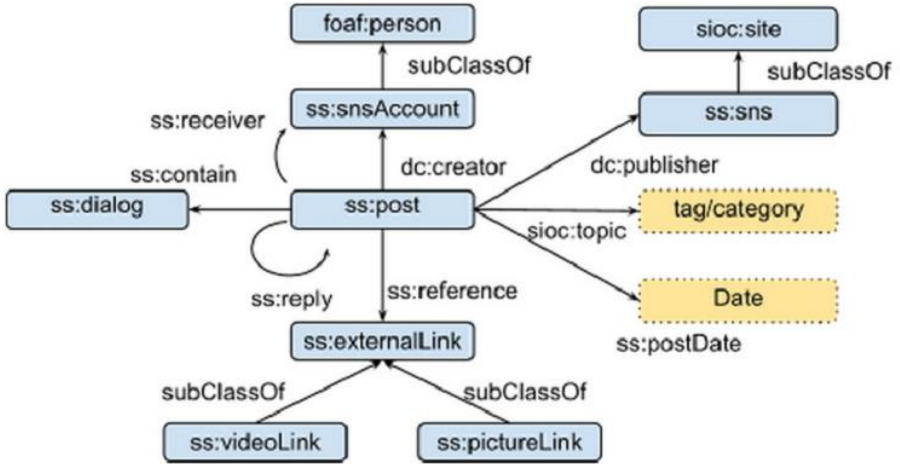 foaf:person
sioc:site
subClassOf
subClassOf
ss:snsAccount
ss:sns
ss:receiver
dc:creator
dc:publisher
ss:contain
ss:dialog
ss:post
tag/category
sioc:topic
ss:reply
ss:reference
Date
ss:externalLink
ss:postDate
subClassOf
subClassOf
ss:videoLink
ss:pictureLink